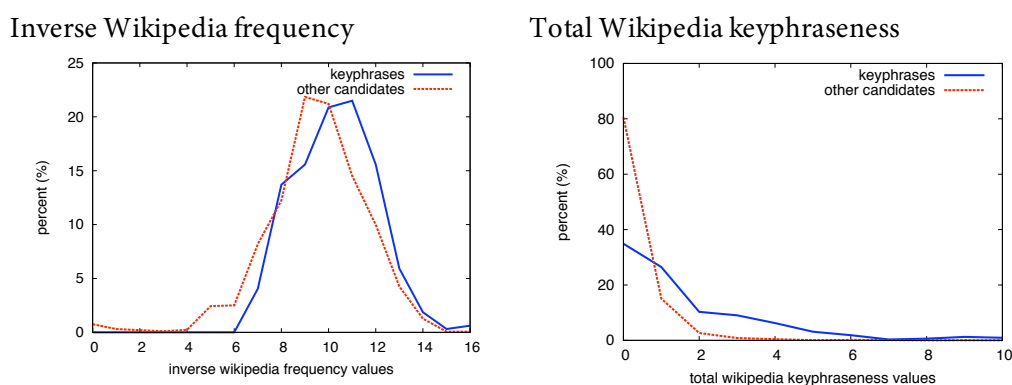 Inverse Wikipedia frequency
25
20
15
10
5
0
percent (%)
keyphrases
other candidates
0 2 4 6 8 10 12 14 16
inverse wikipedia frequency values
Total Wikipedia keyphraseness
100
80
60
40
20
0
percent (%)
keyphrases
other candidates
0 2 4 6 8 10
total wikipedia keyphraseness values